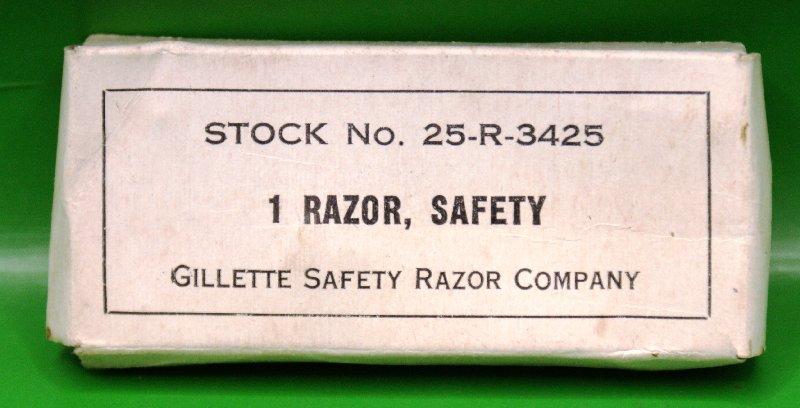 STOCK No. 25-R-3425
1 RAZOR, SAFETY
GILLETTE SAFETY RAZOR COMPANY